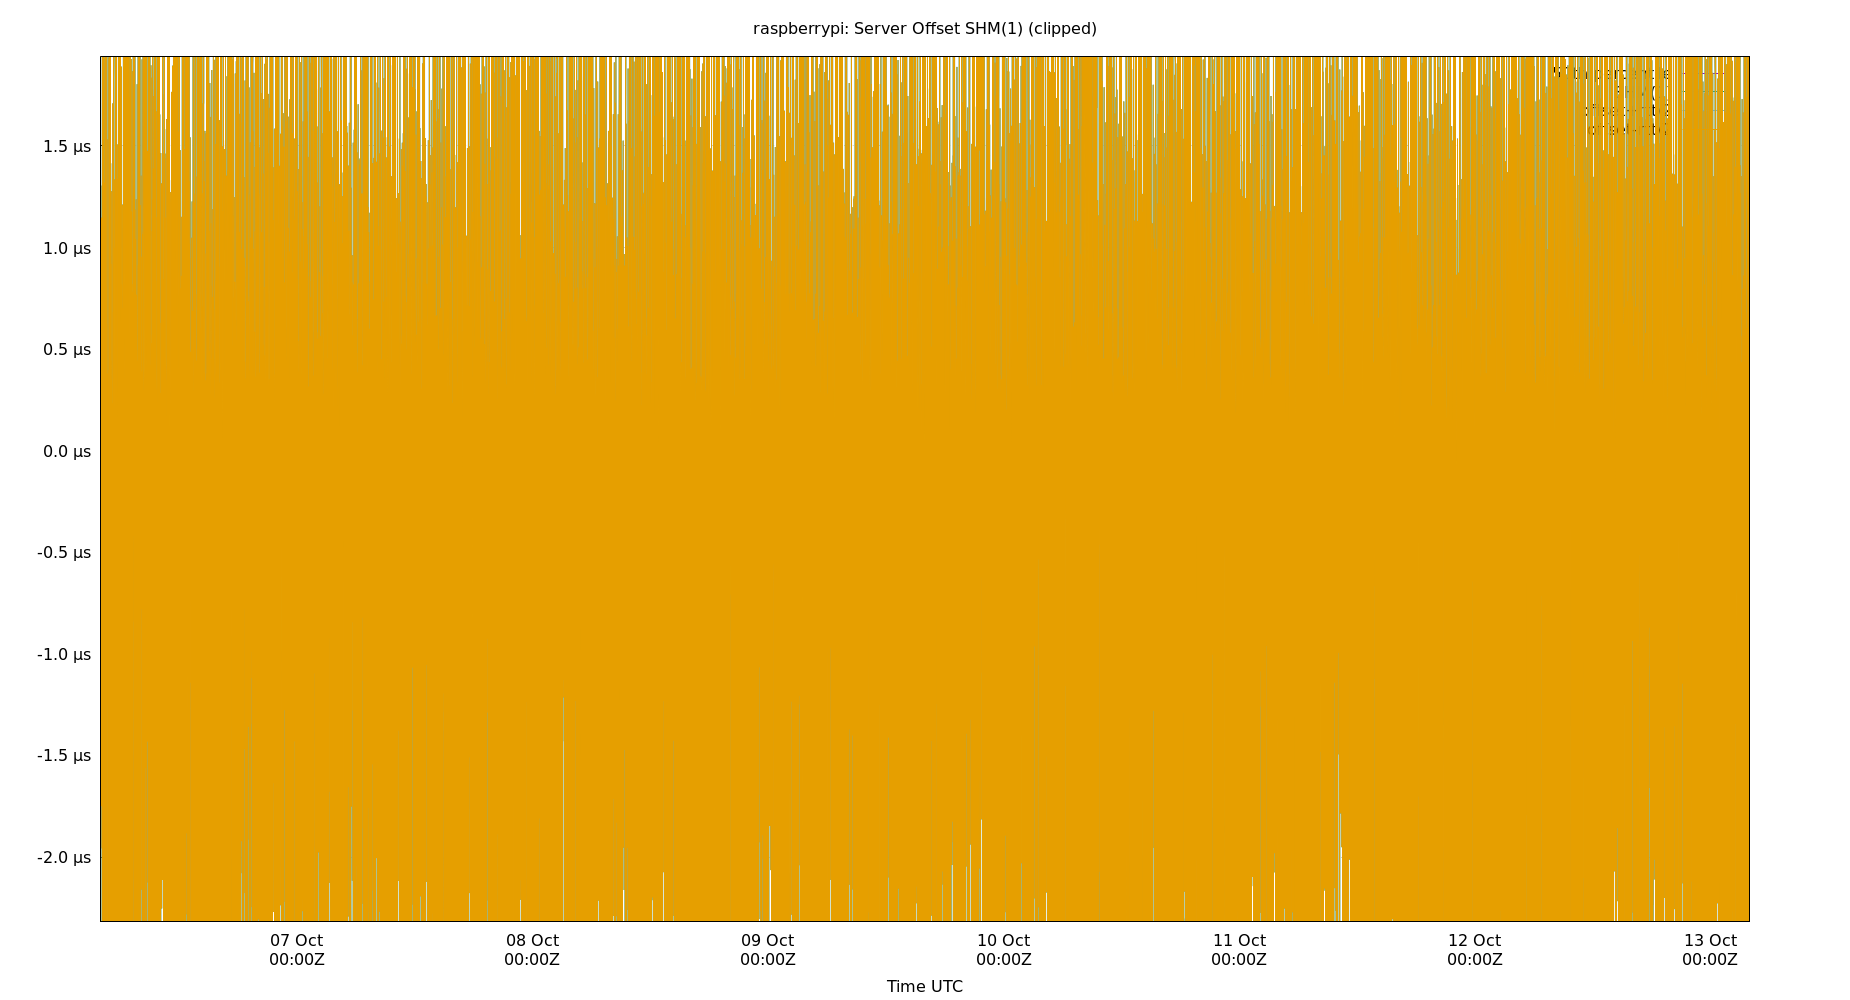 raspberrypi: Server Offset SHM(1) (clipped)
1.5 µs
1.0 µs
0.5 µs
0.0 µs
-0.5 µs
-1.0 µs
-1.5 µs
-2.0 µs
07 Oct 08 Oct 09 Oct 10 Oct 11 Oct 12 Oct 13 Oct
00:00Z 00:00Z 00:00Z 00:00Z 00:00Z 00:00Z 00:00Z
Time UTC